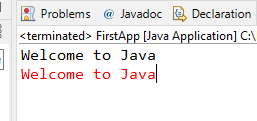 Problems @ Javadoc Declaration
<terminated> FirstApp [Java Application] C:\
Welcome to Java
Welcome to Java